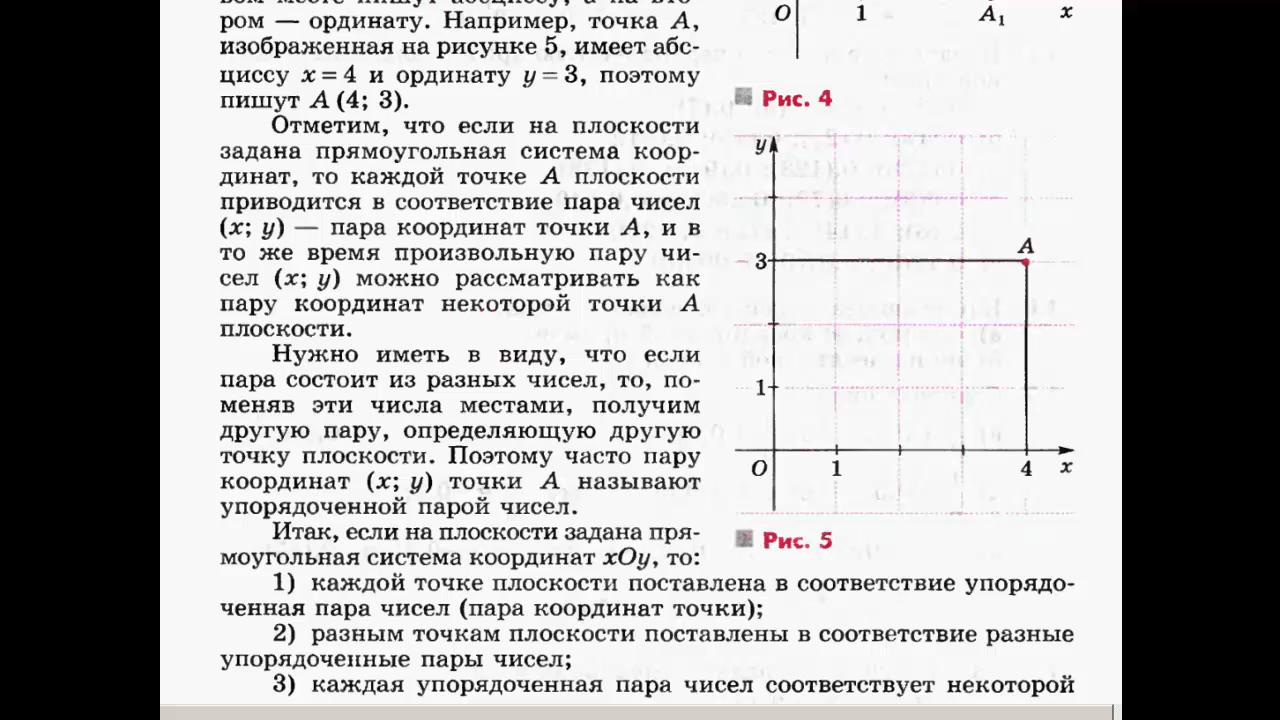 ром — ординату. Например, точка A,
изображенная на рисунке 5, имеет абс-
циссу x = 4 и ординату y = 3, поэтому
пишут A (4; 3).
Отметим, что если на плоскости
задана прямоугольная система коор-
динат, то каждой точке A плоскости
приводится в соответствие пара чисел
(x; y) — пара координат точки A, и в
то же время произвольную пару чи-
сел (x; y) можно рассматривать как
пару координат некоторой точки A
плоскости.
Нужно иметь в виду, что если
пара состоит из разных чисел, то, по-
меняв эти числа местами, получим
другую пару, определяющую другую
точку плоскости. Поэтому часто пару
координат (x; y) точки A называют
упорядоченной парой чисел.
Итак, если на плоскости задана пря-
моугольная система координат xOy, то:
1) каждой точке плоскости поставлена в соответствие упорядо-
ченная пара чисел (пара координат точки);
2) разным точкам плоскости поставлены в соответствие разные
упорядоченные пары чисел;
3) каждая упорядоченная пара чисел соответствует некоторой
O 1 A₁ x
Рис. 4
y
A
3
1
O 1 4 x
Рис. 5